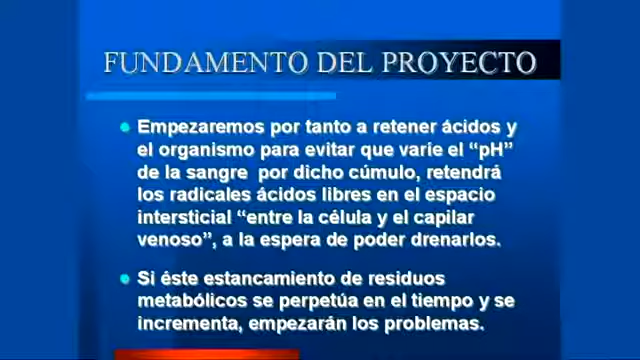 FUNDAMENTO DEL PROYECTO
Empezaremos por tanto a retener ácidos y
el organismo para evitar que varie el “pH”
de la sangre por dicho cúmulo, retendrá
los radicales ácidos libres en el espacio
intersticial “entre la célula y el capilar
venoso”, a la espera de poder drenarlos.
Si éste estancamiento de residuos
metabólicos se perpetúa en el tiempo y se
incrementa, empezarán los problemas.